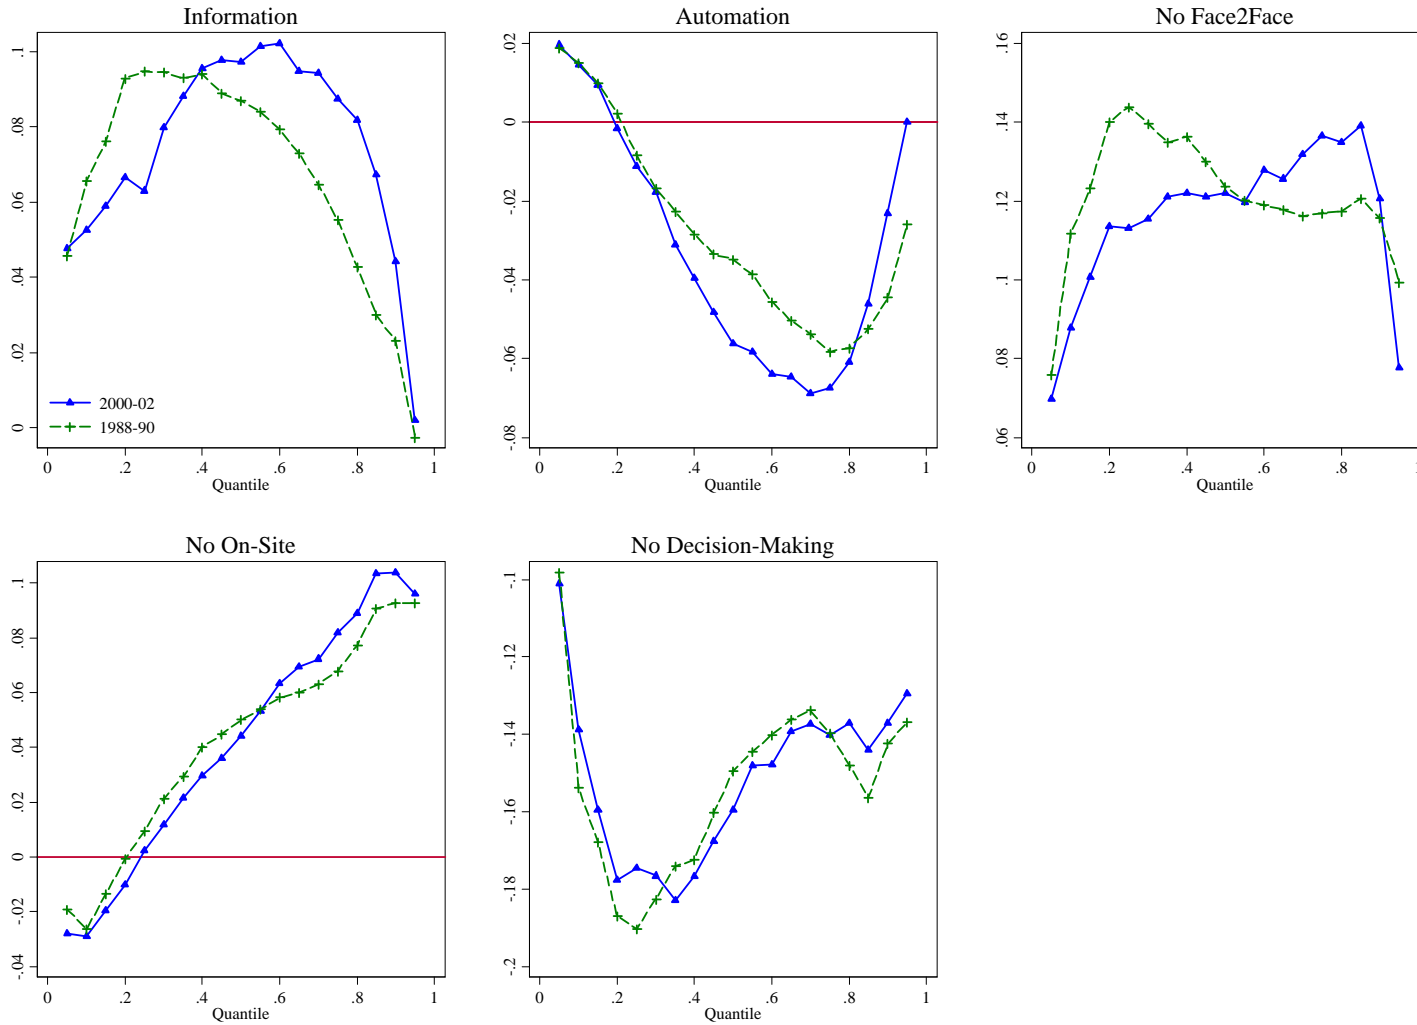 Information
.1
.08
.06
.04
.02
0
2000-02
1988-90
0 .2 .4 .6 .8 1
Quantile
Automation
.02
0
-.02
-.04
-.06
-.08
0 .2 .4 .6 .8 1
Quantile
No Face2Face
.16
.14
.12
.1
.08
.06
0 .2 .4 .6 .8 1
Quantile
No On-Site
.1
.08
.06
.04
.02
0
-.02
-.04
0 .2 .4 .6 .8 1
Quantile
No Decision-Making
-.1
-.12
-.14
-.16
-.18
-.2
0 .2 .4 .6 .8 1
Quantile